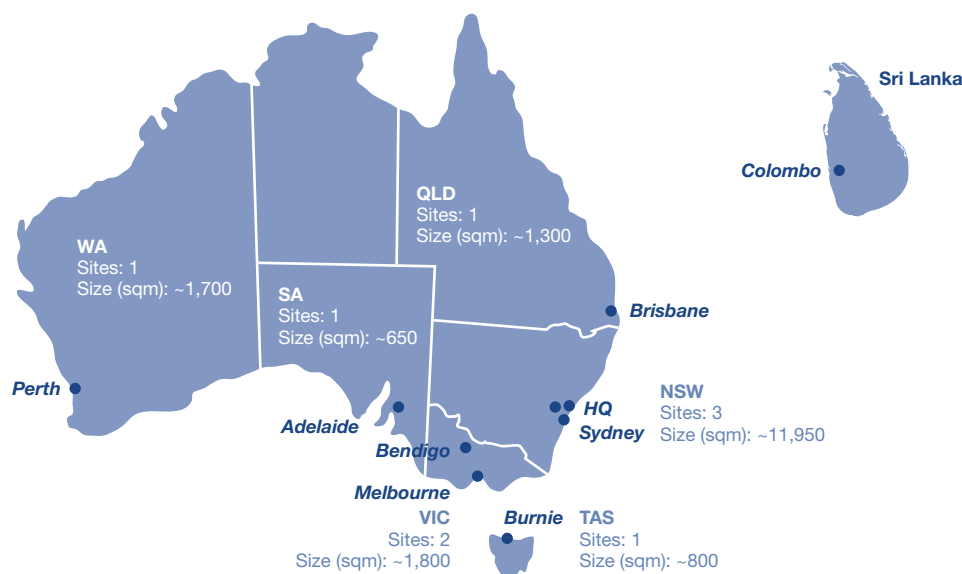 Sri Lanka
Colombo
QLD
Sites: 1
Size (sqm): ~1,300
WA
Sites: 1
Size (sqm): ~1,700
SA
Sites: 1
Size (sqm): ~650
Brisbane
Perth
Adelaide
HQ
Sydney
NSW
Sites: 3
Size (sqm): ~11,950
Bendigo
Melbourne
VIC
Sites: 2
Size (sqm): ~1,800
Burnie
TAS
Sites: 1
Size (sqm): ~800